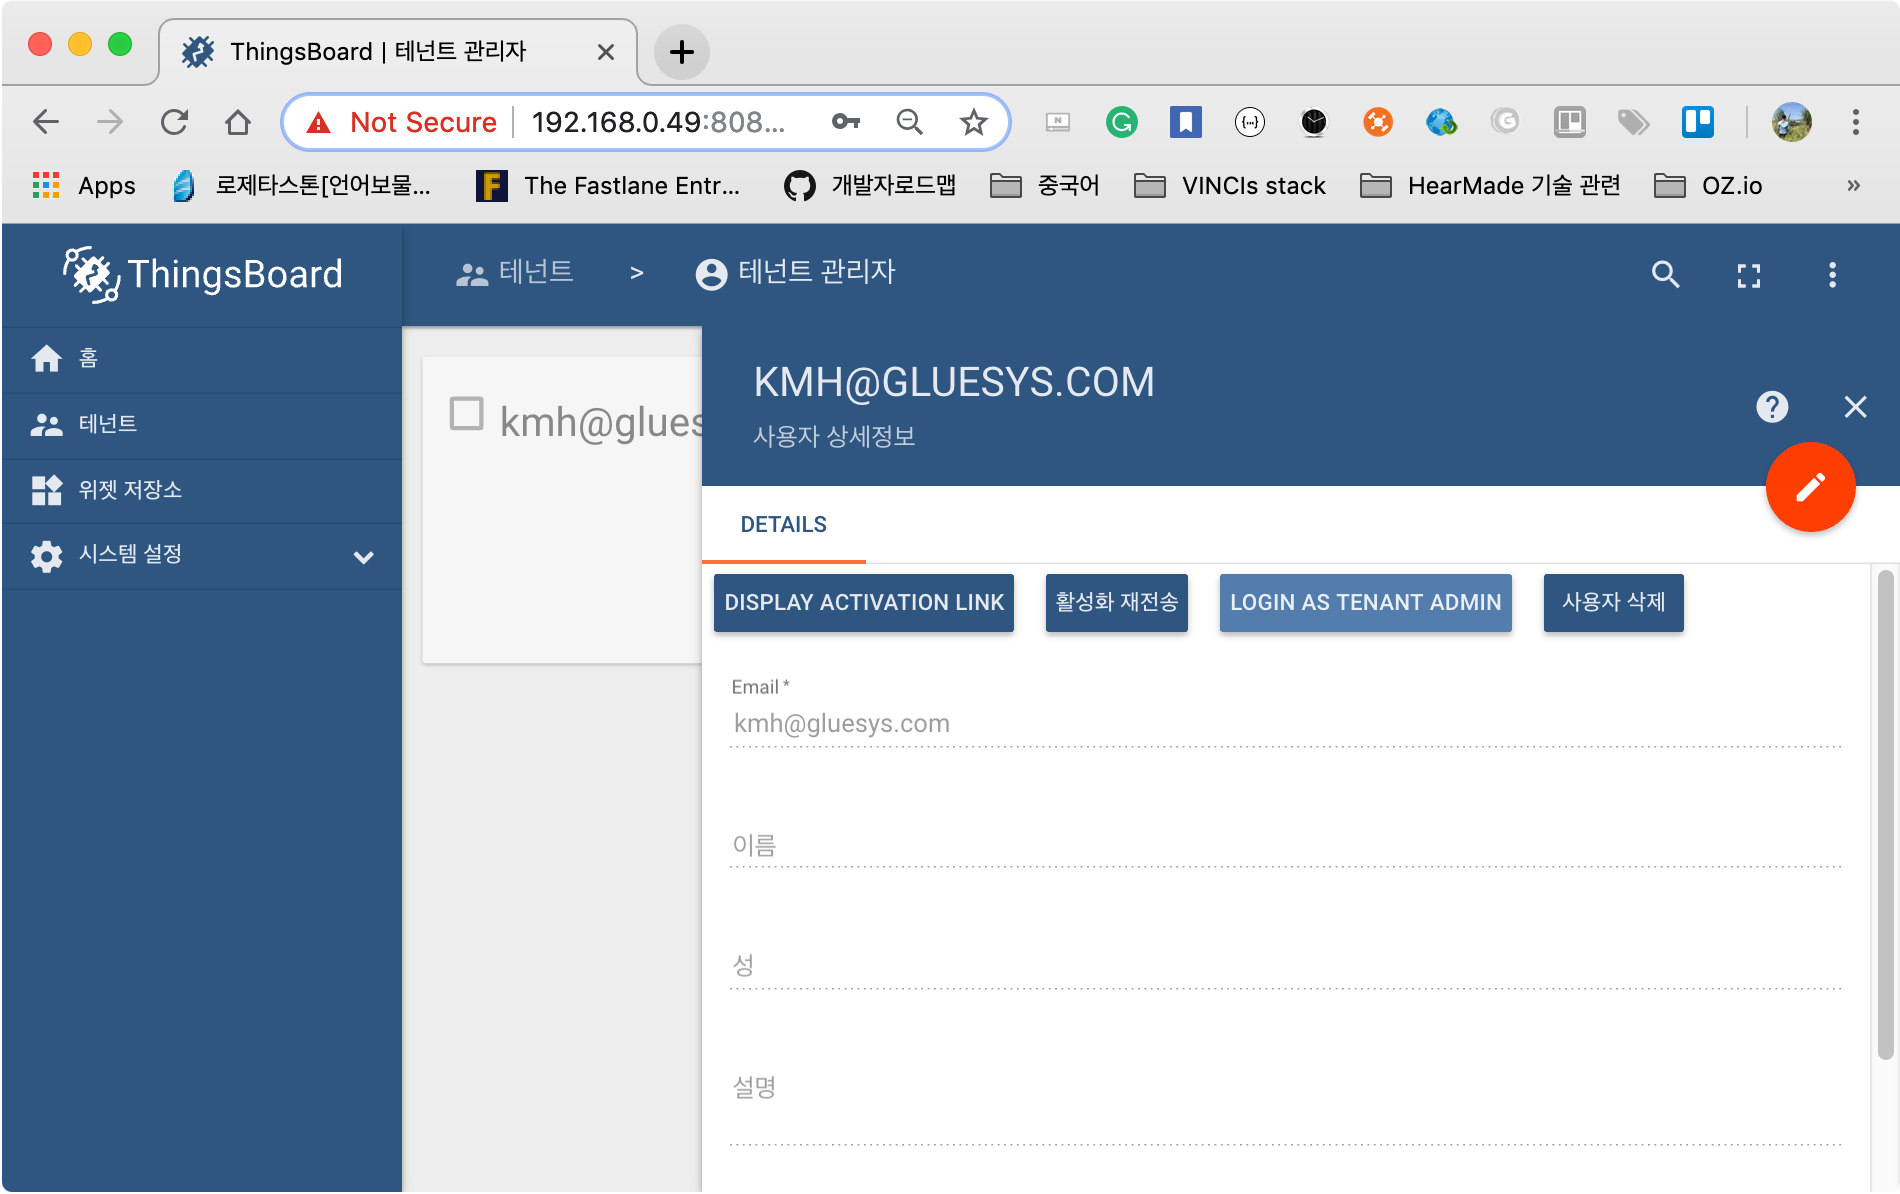 ThingsBoard | 테넌트 관리자
Not Secure
192.168.0.49:808...
Apps
로제타스톤[언어보물...
The Fastlane Entr...
개발자로드맵
중국어
VINCIs stack
HearMade 기술 관련
OZ.io
»
ThingsBoard
테넌트 > 테넌트 관리자
홈
테넌트
위젯 저장소
시스템 설정
kmh@glues
KMH@GLUESYS.COM
사용자 상세정보
DETAILS
DISPLAY ACTIVATION LINK
활성화 재전송
LOGIN AS TENANT ADMIN
사용자 삭제
Email *
kmh@gluesys.com
이름
성
설명